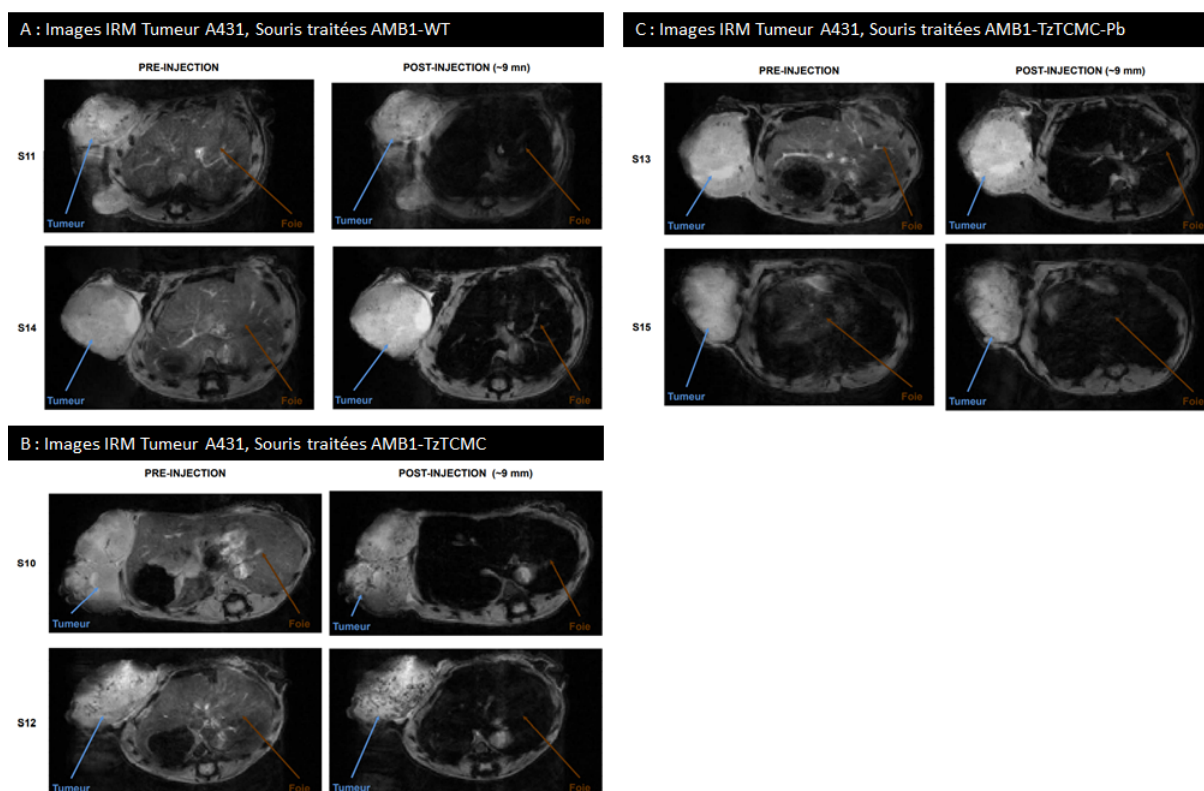 A : Images IRM Tumeur A431, Souris traitées AMB1-WT
PRE-INJECTION
POST-INJECTION (~9 mn)
S11
Tumeur
Foie
Tumeur
Foie
S14
Tumeur
Foie
Tumeur
Foie
B : Images IRM Tumeur A431, Souris traitées AMB1-TzTCMC
PRE-INJECTION
POST-INJECTION (~9 mm)
S10
Tumeur
Foie
Tumeur
Foie
S12
Tumeur
Foie
Tumeur
Foie
C : Images IRM Tumeur A431, Souris traitées AMB1-TzTCMC-Pb
PRE-INJECTION
POST-INJECTION (~9 mm)
S13
Tumeur
Foie
Tumeur
Foie
S15
Tumeur
Foie
Tumeur
Foie